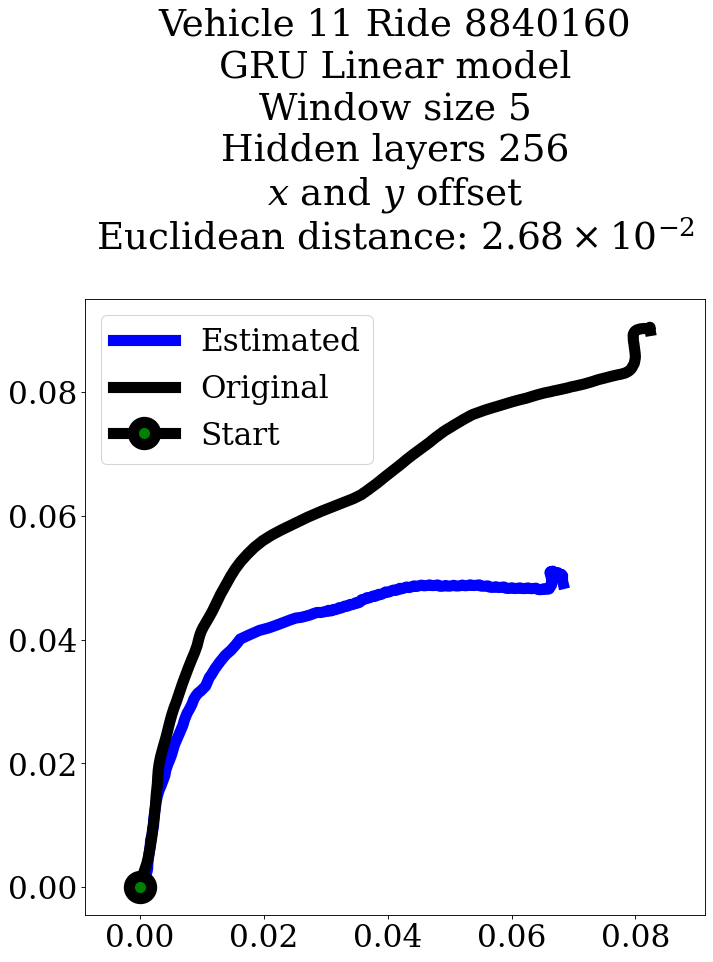 Vehicle 11 Ride 8840160
GRU Linear model
Window size 5
Hidden layers 256
x and y offset
Euclidean distance: 2.68 × 10⁻²
Estimated
Original
Start
0.08
0.06
0.04
0.02
0.00
0.00 0.02 0.04 0.06 0.08